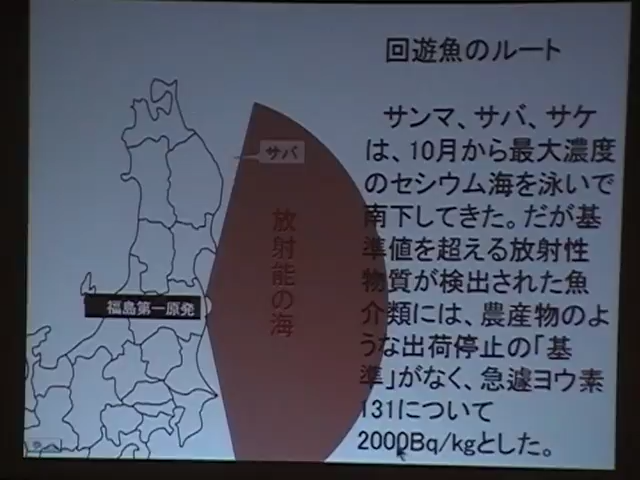 回遊魚のルート
サンマ、サバ、サケ
は、10月から最大濃度
のセシウム海を泳いで
南下してきた。だが基
準値を超える放射性
物質が検出された魚
介類には、農産物のよ
うな出荷停止の「基
準」がなく、急遽ヨウ素
131について
2000Bq/kgとした。
サバ
放射能の海
福島第一原発